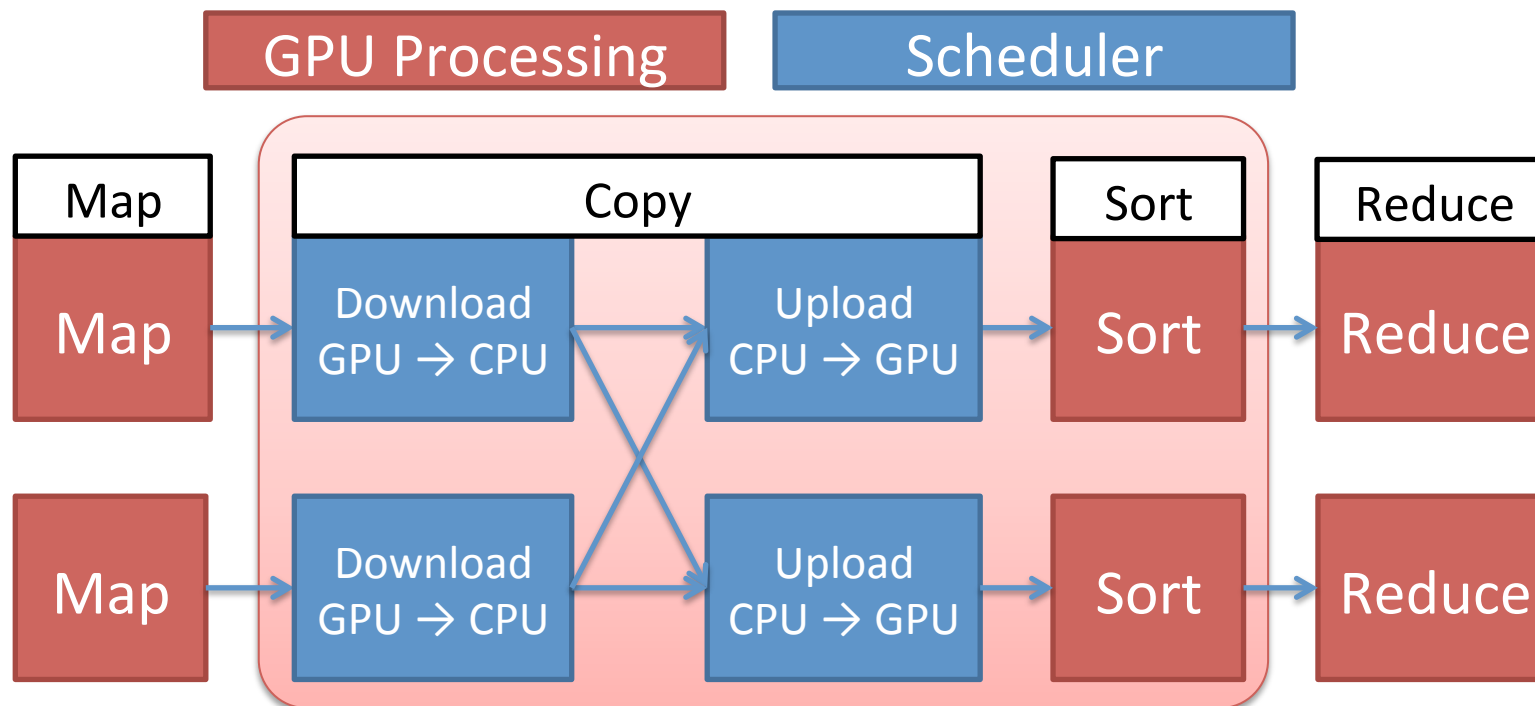 GPU Processing
Scheduler
Map
Copy
Sort
Reduce
Map
Download
GPU → CPU
Upload
CPU → GPU
Sort
Reduce
Map
Download
GPU → CPU
Upload
CPU → GPU
Sort
Reduce